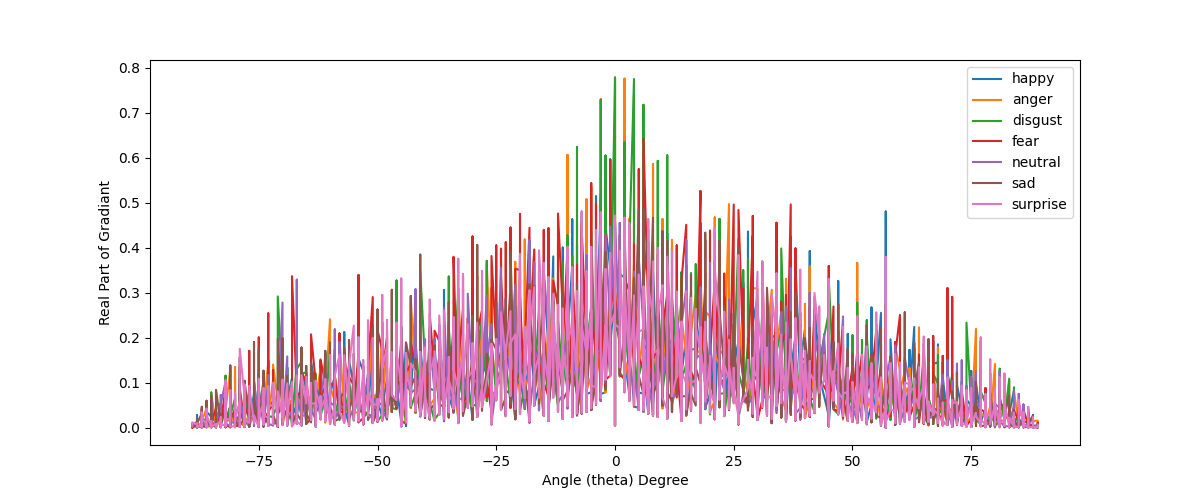 0.8
0.7
0.6
0.5
0.4
0.3
0.2
0.1
0.0
Real Part of Gradiant
−75
−50
−25
0
25
50
75
Angle (theta) Degree
happy
anger
disgust
fear
neutral
sad
surprise